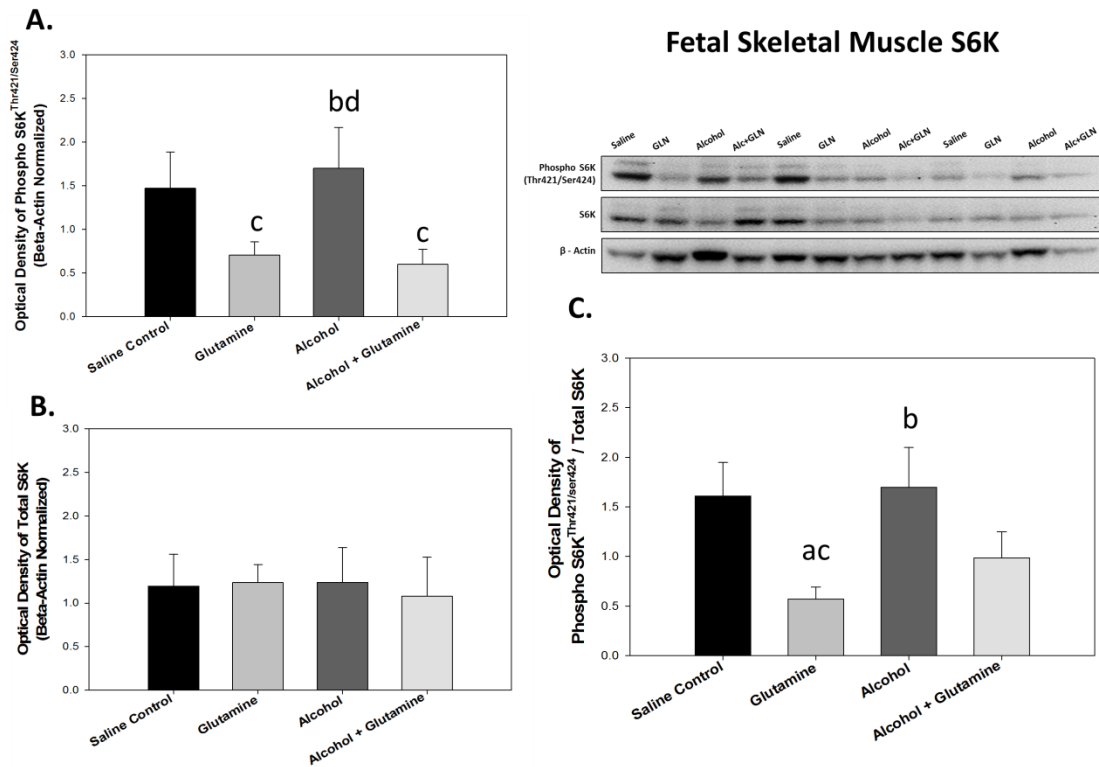 A.
Optical Density of Phospho S6K^Thr421/Ser424
(Beta-Actin Normalized)
3.0
2.5
2.0
1.5
1.0
0.5
0.0
c
bd
c
Saline Control
Glutamine
Alcohol
Alcohol + Glutamine
Fetal Skeletal Muscle S6K
Saline GLN Alcohol Alc+GLN Saline GLN Alcohol Alc+GLN Saline GLN Alcohol Alc+GLN
Phospho S6K
(Thr421/Ser424)
S6K
β - Actin
B.
Optical Density of Total S6K
(Beta-Actin Normalized)
3.0
2.5
2.0
1.5
1.0
0.5
0.0
Saline Control
Glutamine
Alcohol
Alcohol + Glutamine
C.
Optical Density of
Phospho S6K^Thr421/ser424 / Total S6K
3.0
2.5
2.0
1.5
1.0
0.5
0.0
ac
b
Saline Control
Glutamine
Alcohol
Alcohol + Glutamine